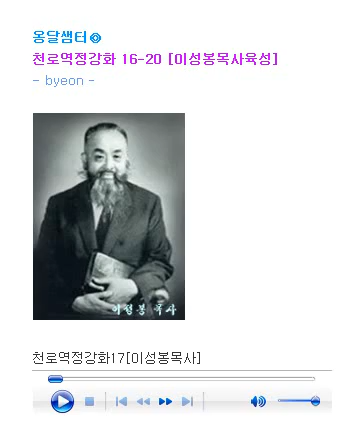 옹달샘터◎
천로역정강화 16-20 [이성봉목사육성]
- byeon -
이성봉 목사
천로역정강화17[이성봉목사]